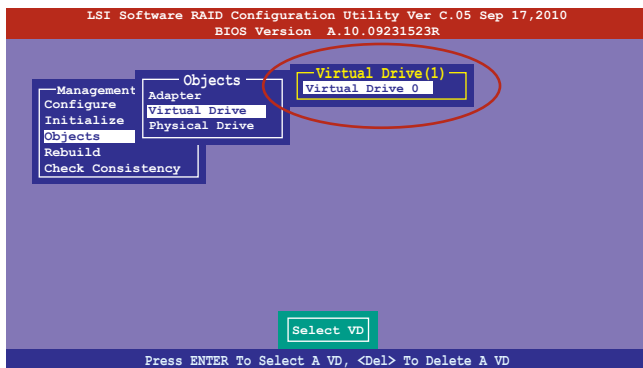 LSI Software RAID Configuration Utility Ver C.05 Sep 17,2010
BIOS Version A.10.09231523R
Management
Configure
Initialize
Objects
Rebuild
Check Consistency
Objects
Adapter
Virtual Drive
Physical Drive
Virtual Drive(1)
Virtual Drive 0
Select VD
Press ENTER To Select A VD, <Del> To Delete A VD